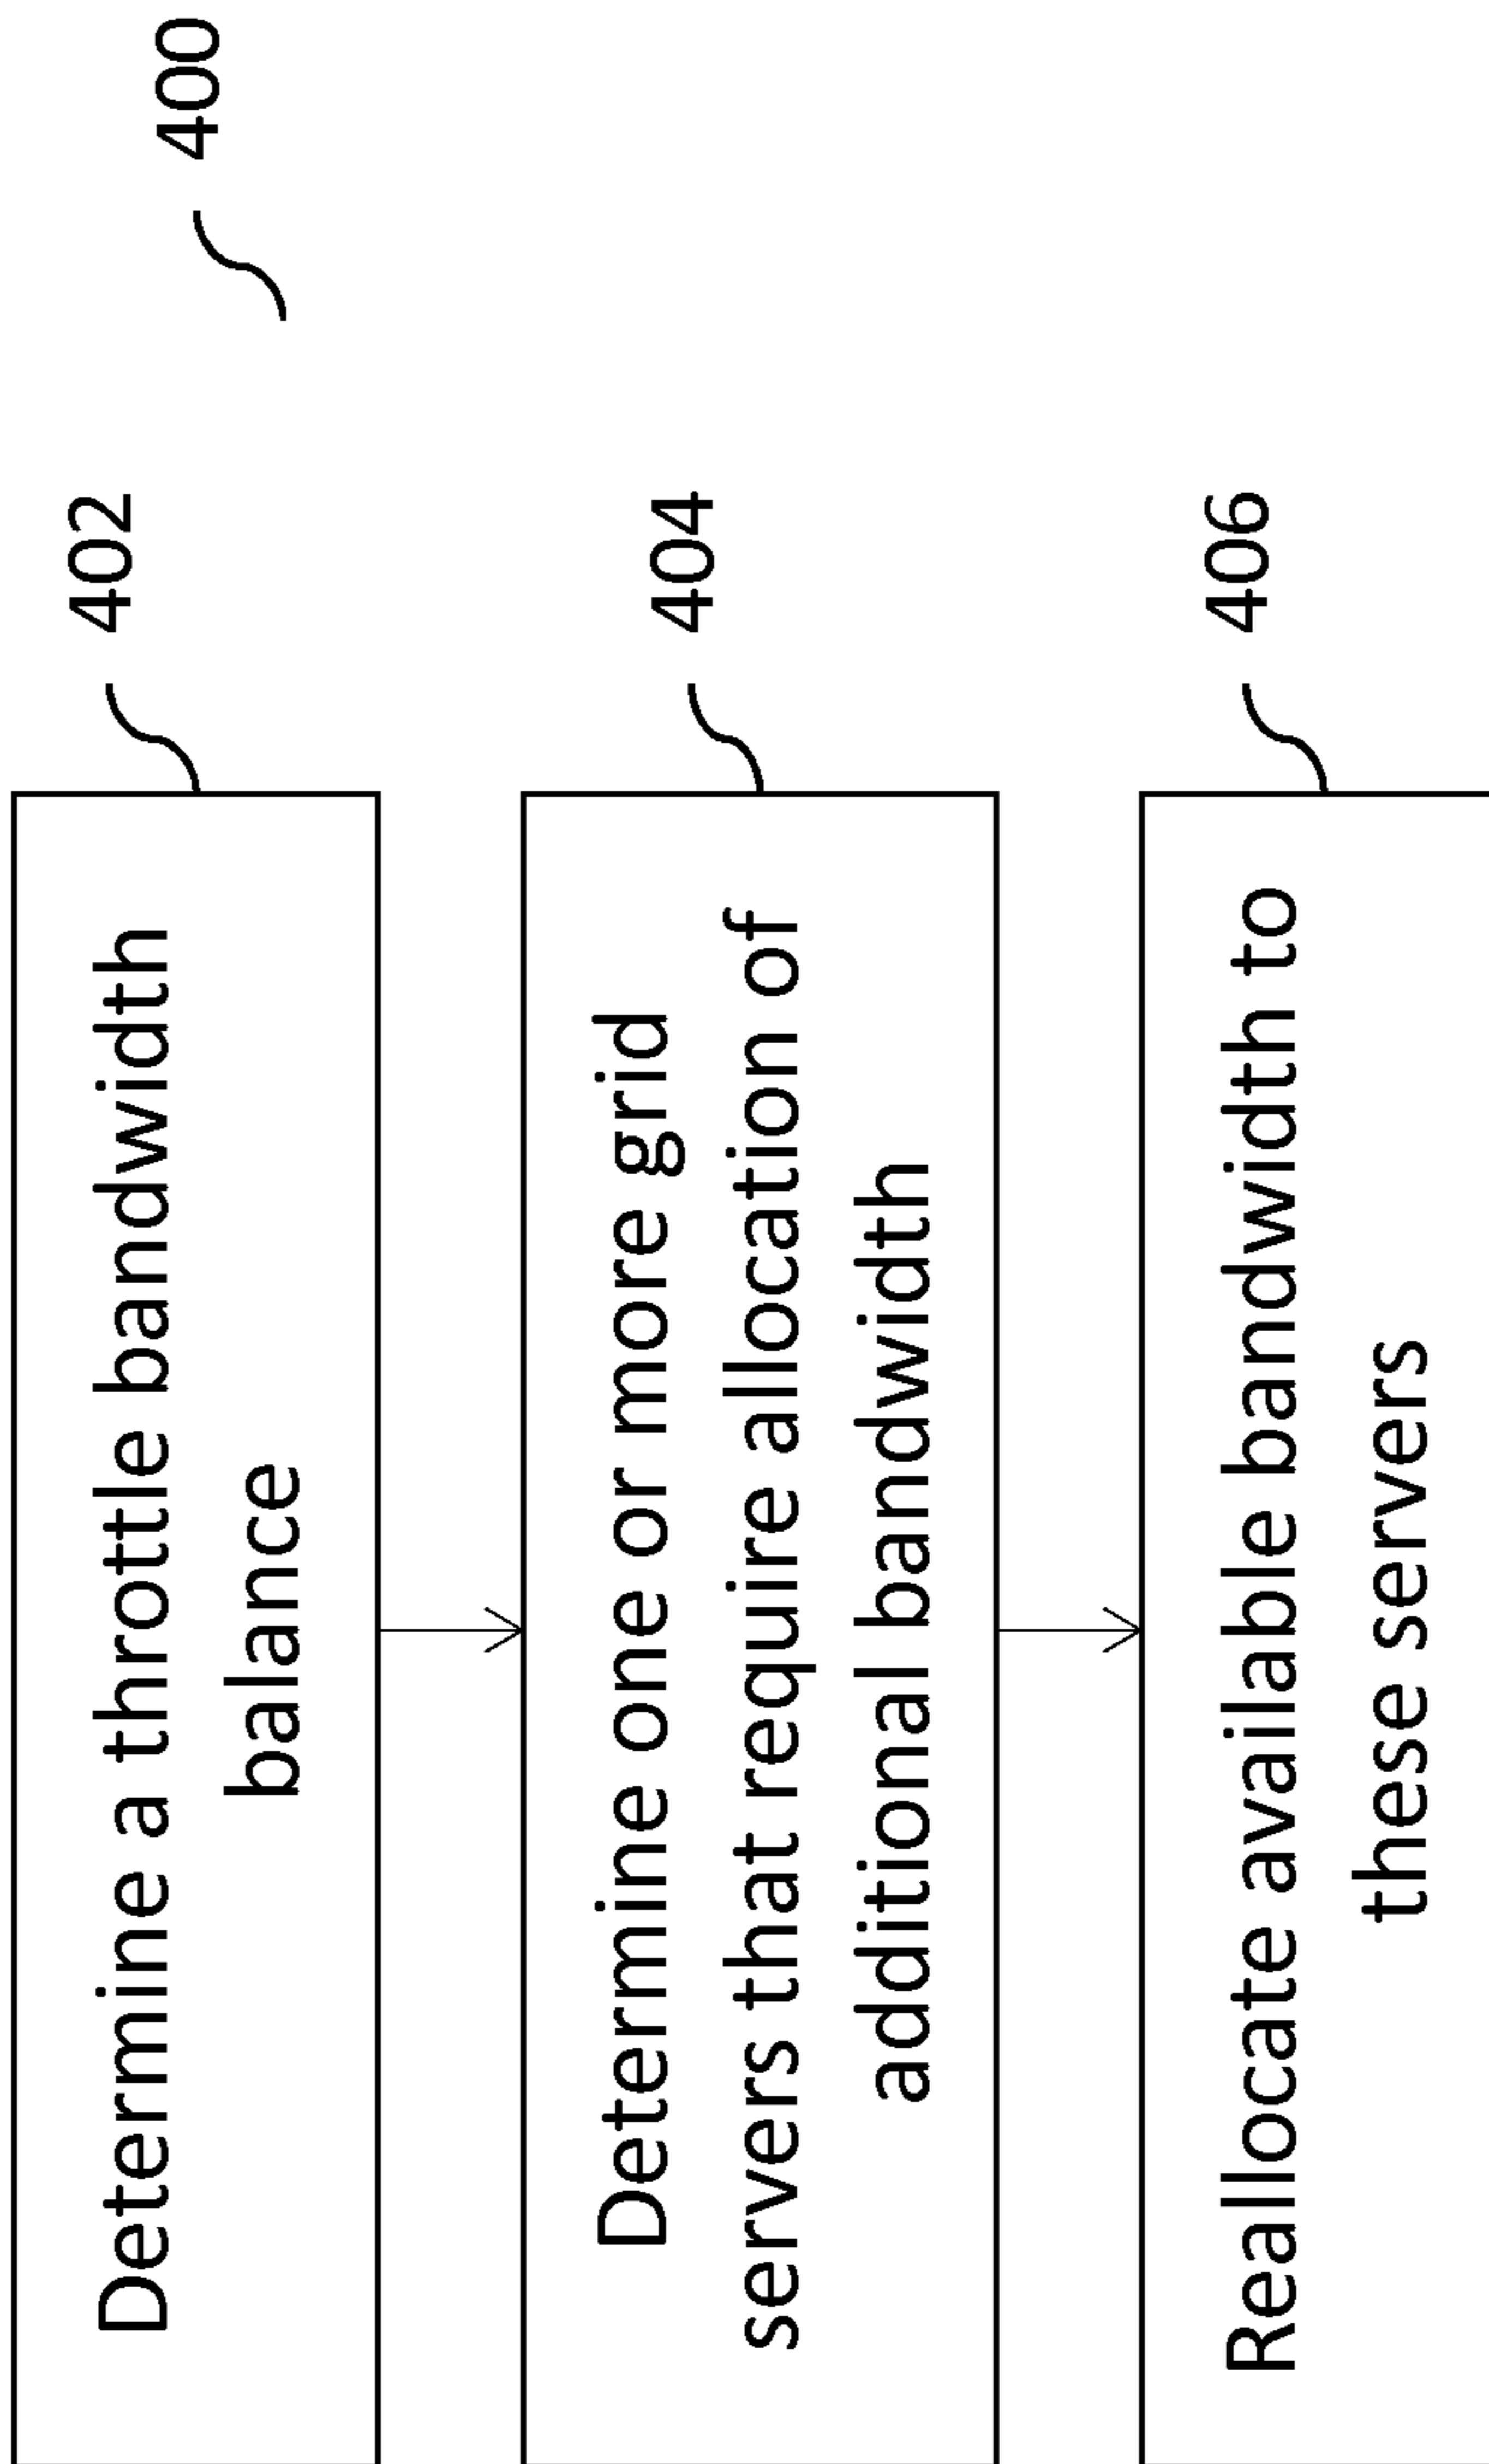 400
402
Determine a throttle bandwidth
balance
404
Determine one or more grid
servers that require allocation of
additional bandwidth
406
Reallocate available bandwidth to
these servers